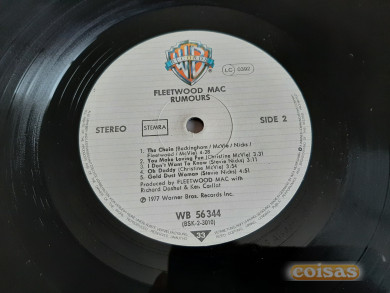 LC 0392
FLEETWOOD MAC
RUMOURS
STEREO
STEMRA
SIDE 2
1. The Chain (Buckingham / McVie / Nicks /
Fleetwood / McVie) 4:28
2. You Make Loving Fun (Christine McVie) 3:31
3. I Don't Want To Know (Stevie Nicks) 3:11
4. Oh Daddy (Christine McVie) 3:54
5. Gold Dust Woman (Stevie Nicks) 4:51
Produced by FLEETWOOD MAC with
Richard Dashut & Ken Caillat
℗ 1977 Warner Bros. Records Inc.
WB 56 344
(BSK-3-3010)
33
coisas